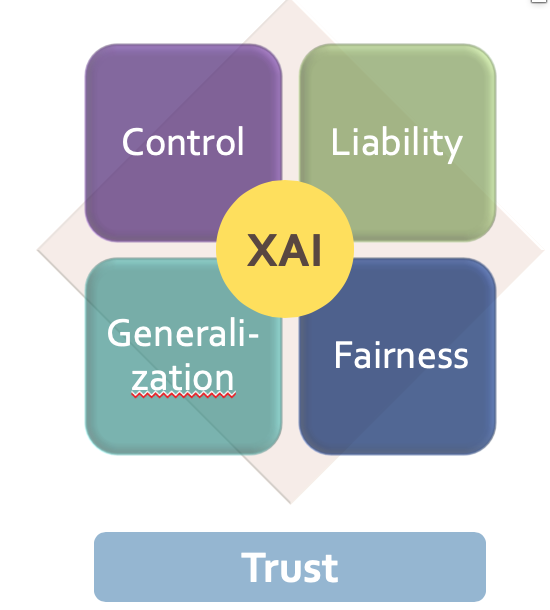 Control
Liability
XAI
Generali-
zation
Fairness
Trust